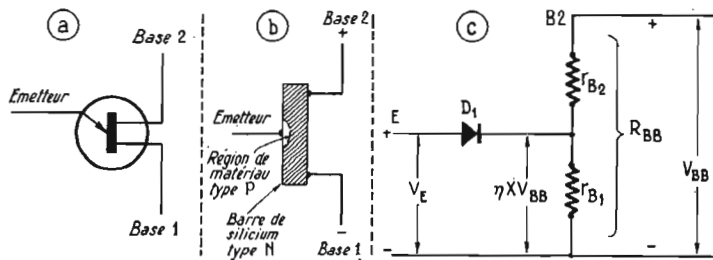 a
Base 2
Emetteur
Base 1
b
Base 2
+
Emetteur
Région de
matériau
type P
Barre de
silicium
type N
−
Base 1
c
B2
+
rB2
D1
E
+
RBB
VBB
VE
η X VBB
rB1
−
−